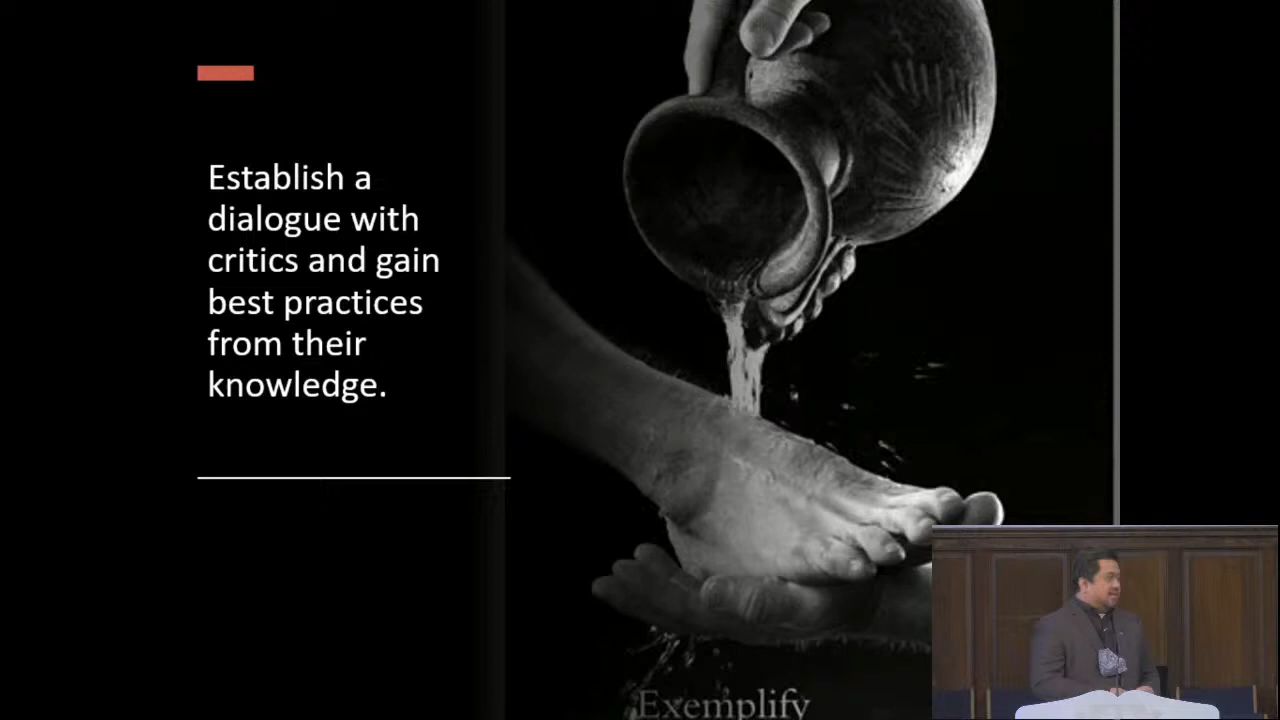 Establish a
dialogue with
critics and gain
best practices
from their
knowledge.
Exemplify